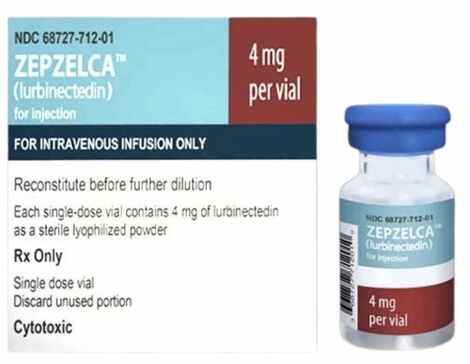 NDC 68727-712-01
ZEPZELCA™
(lurbinectedin)
for injection
4 mg
per vial
FOR INTRAVENOUS INFUSION ONLY
Reconstitute before further dilution
Each single-dose vial contains 4 mg of lurbinectedin
as a sterile lyophilized powder
Rx Only
Single dose vial
Discard unused portion
Cytotoxic
NDC 68727-712-01
ZEPZELCA™
(lurbinectedin)
for injection
4 mg
per vial